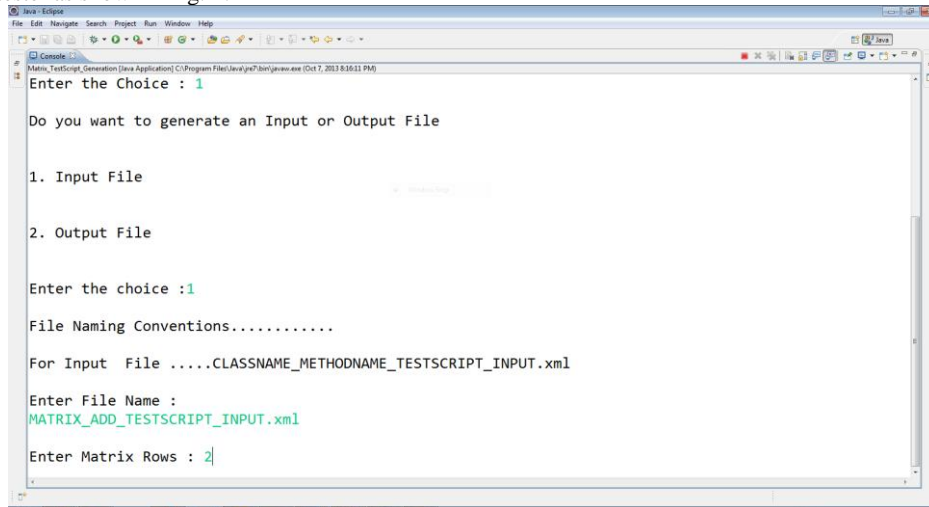 Java - Eclipse
File Edit Navigate Search Project Run Window Help
Java
Console
Matrix_TestScript_Generation [Java Application] C:\Program Files\Java\jre7\bin\javaw.exe (Oct 7, 2013 8:16:11 PM)
Enter the Choice : 1
Do you want to generate an Input or Output File
1. Input File
2. Output File
Enter the choice :1
File Naming Conventions............
For Input  File .....CLASSNAME_METHODNAME_TESTSCRIPT_INPUT.xml
Enter File Name :
MATRIX_ADD_TESTSCRIPT_INPUT.xml
Enter Matrix Rows : 2